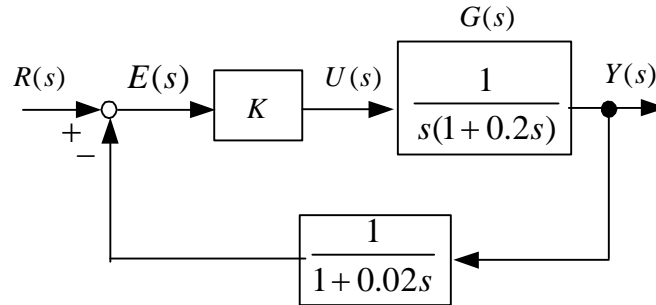 G(s)
R(s) E(s) K U(s) 1 Y(s)
s(1+0.2s)
+
−
1
1+0.02s